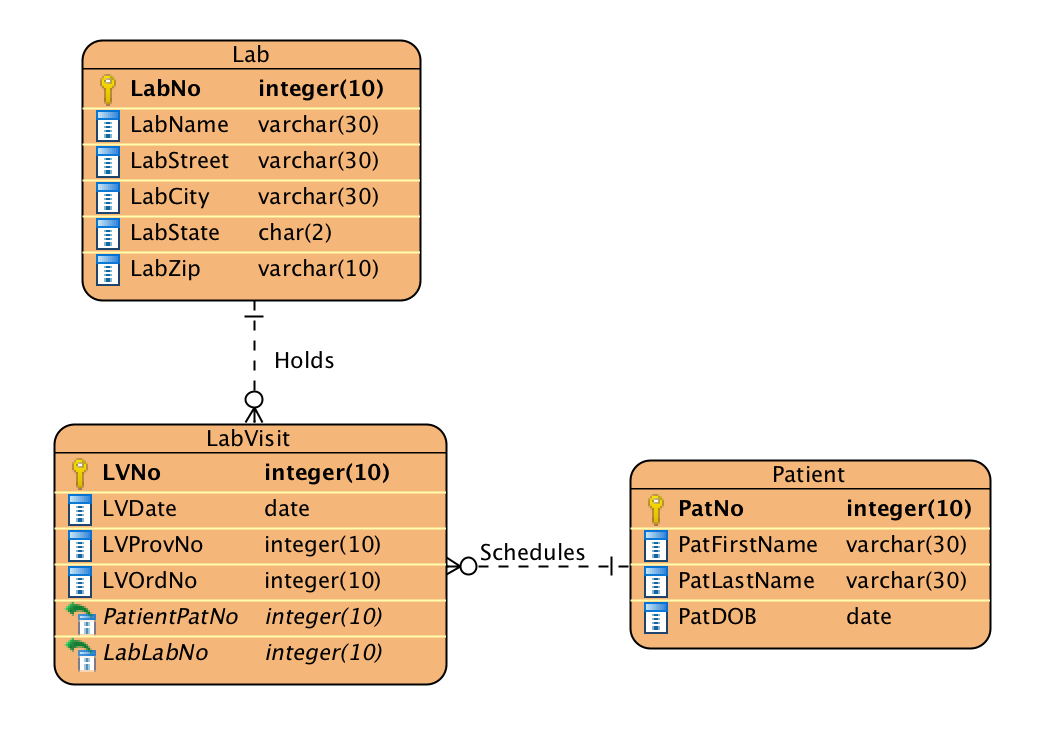 Lab
LabNo integer(10)
LabName varchar(30)
LabStreet varchar(30)
LabCity varchar(30)
LabState char(2)
LabZip varchar(10)
Holds
LabVisit
LVNo integer(10)
LVDate date
LVProvNo integer(10)
LVOrdNo integer(10)
PatientPatNo integer(10)
LabLabNo integer(10)
Schedules
Patient
PatNo integer(10)
PatFirstName varchar(30)
PatLastName varchar(30)
PatDOB date